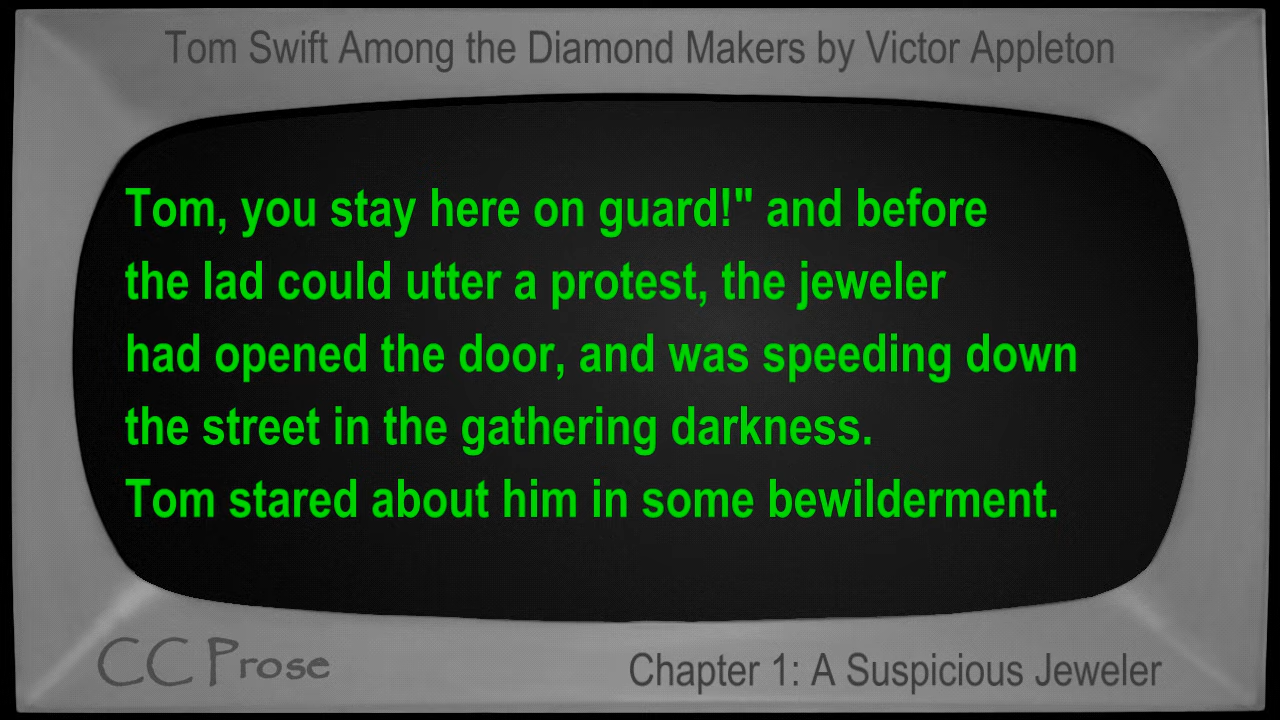 Tom Swift Among the Diamond Makers by Victor Appleton
Tom, you stay here on guard!" and before
the lad could utter a protest, the jeweler
had opened the door, and was speeding down
the street in the gathering darkness.
Tom stared about him in some bewilderment.
CC Prose
Chapter 1: A Suspicious Jeweler